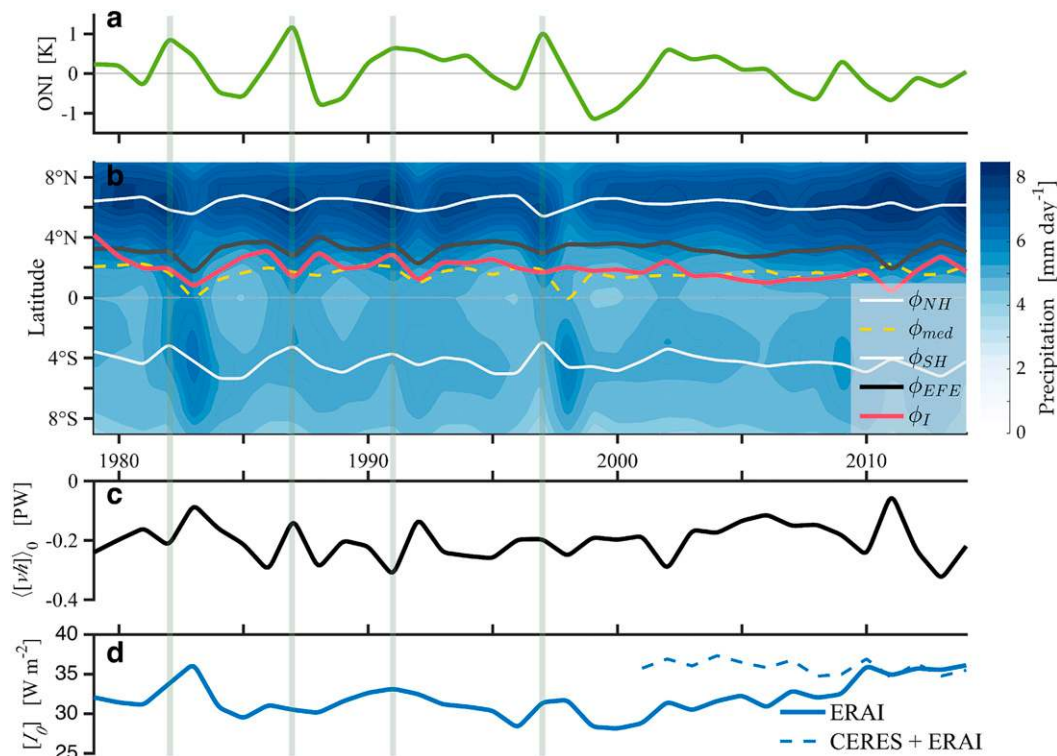 a
ONI [K]
1
0
-1
b
Latitude
8°N
4°N
0
4°S
8°S
ϕNH
ϕmed
ϕSH
ϕEFE
ϕI
8
6
4
2
0
Precipitation [mm day-1]
1980
1990
2000
2010
c
⟨[vh]⟩0 [PW]
0
-0.2
-0.4
d
[W m-2]
40
35
30
25
ERAI
CERES + ERAI